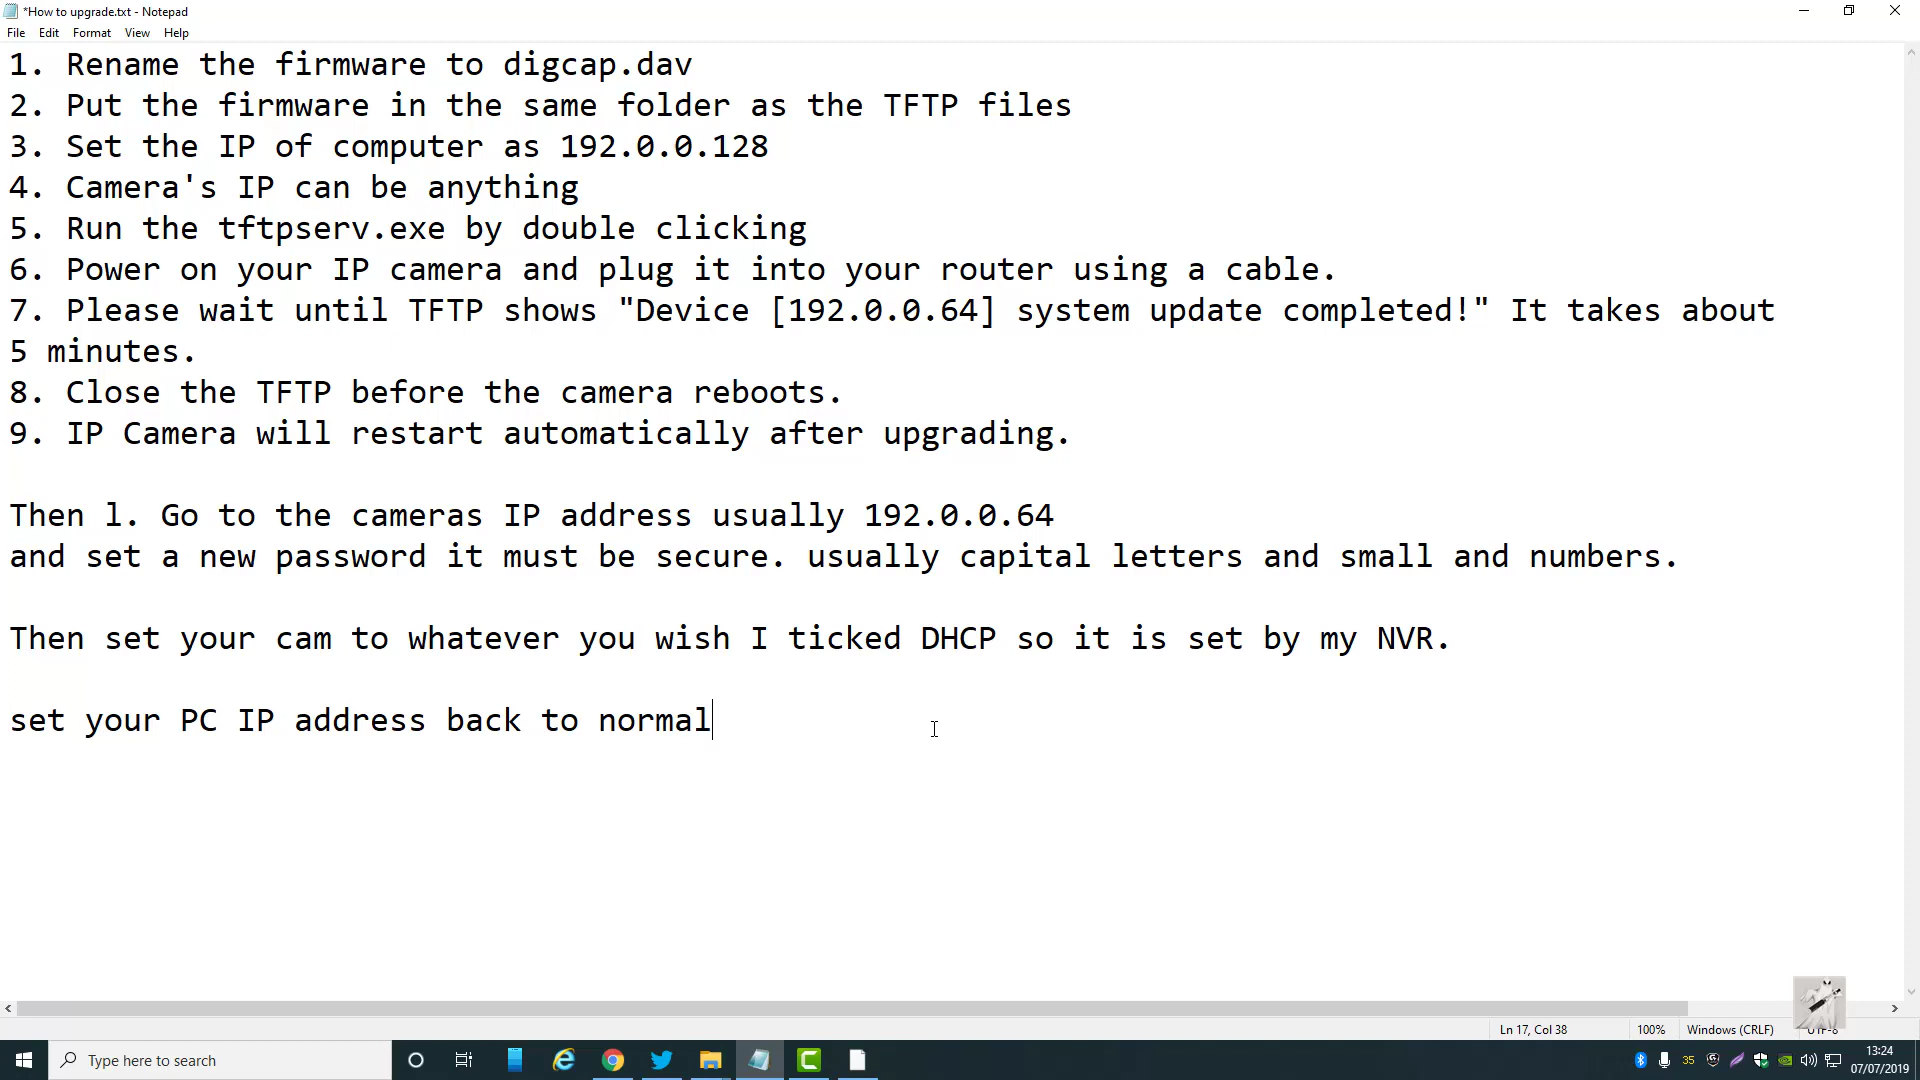 *How to upgrade.txt - Notepad
File Edit Format View Help
1. Rename the firmware to digcap.dav
2. Put the firmware in the same folder as the TFTP files
3. Set the IP of computer as 192.0.0.128
4. Camera's IP can be anything
5. Run the tftpserv.exe by double clicking
6. Power on your IP camera and plug it into your router using a cable.
7. Please wait until TFTP shows "Device [192.0.0.64] system update completed!" It takes about
5 minutes.
8. Close the TFTP before the camera reboots.
9. IP Camera will restart automatically after upgrading.
Then l. Go to the cameras IP address usually 192.0.0.64
and set a new password it must be secure. usually capital letters and small and numbers.
Then set your cam to whatever you wish I ticked DHCP so it is set by my NVR.
set your PC IP address back to normal
Ln 17, Col 38 100% Windows (CRLF) UTF-8
Type here to search
35
13:24
07/07/2019